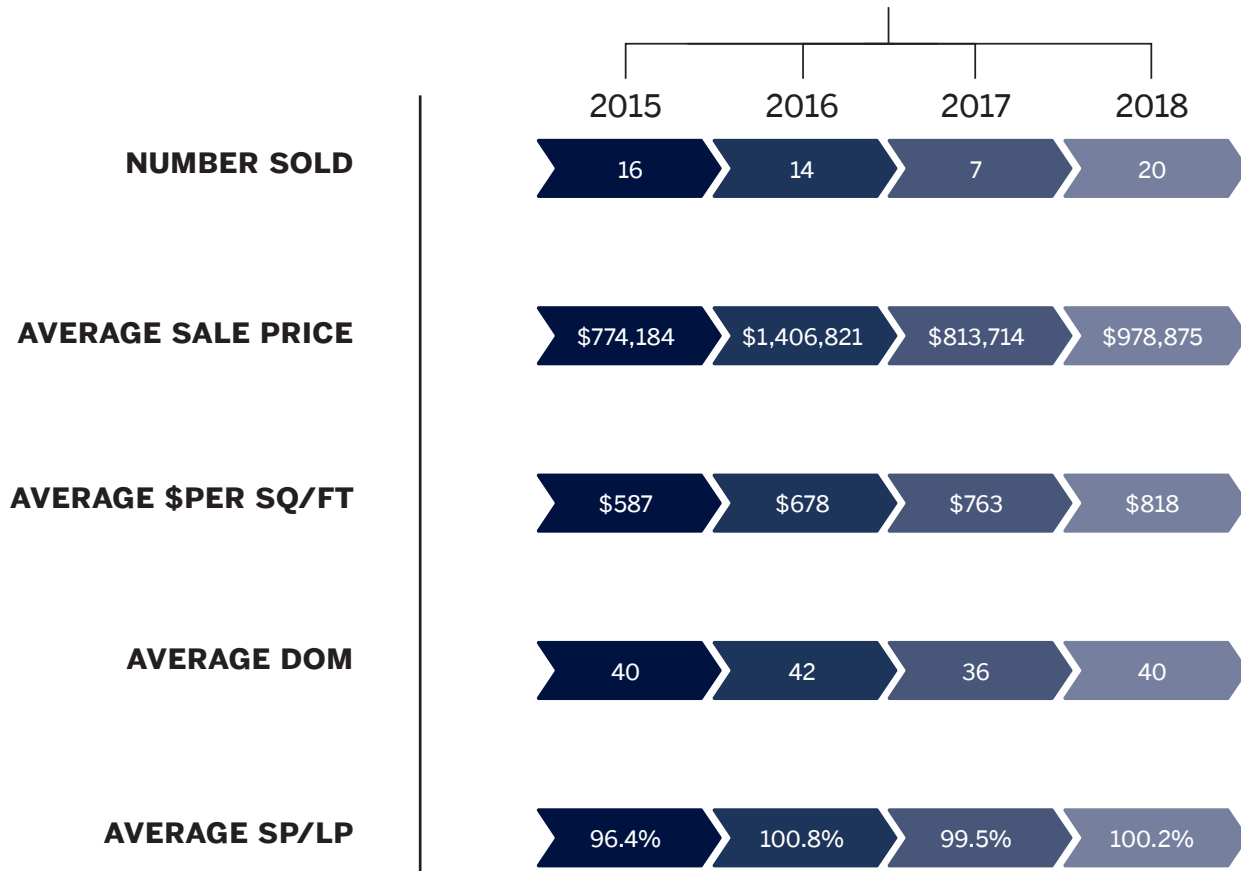 2015 2016 2017 2018
NUMBER SOLD 16 14 7 20
AVERAGE SALE PRICE $774,184 $1,406,821 $813,714 $978,875
AVERAGE $PER SQ/FT $587 $678 $763 $818
AVERAGE DOM 40 42 36 40
AVERAGE SP/LP 96.4% 100.8% 99.5% 100.2%